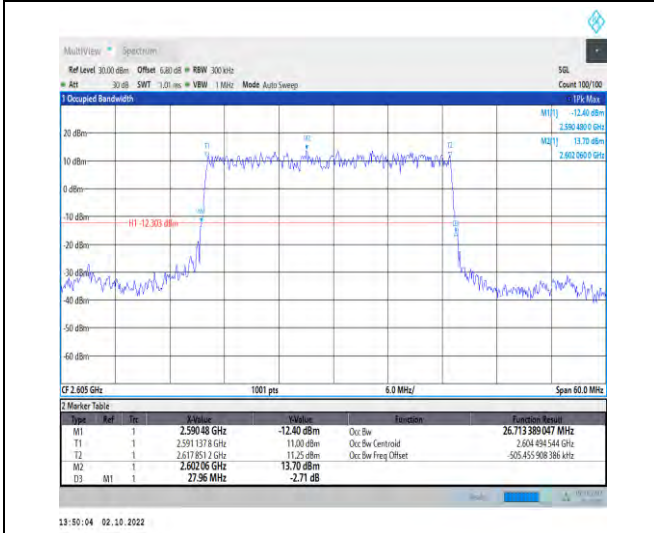 MultiView Spectrum
Ref Level 30.00 dBm Offset 6.80 dB RBW 300 kHz SGL
Att 30 dB SWT 1.01 ms VBW 1 MHz Mode Auto Sweep Count 100/100
1 Occupied Bandwidth 1Pk Max
M1[1] -12.40 dBm
2.590 480 0 GHz
M2[1] 13.70 dBm
2.602 060 0 GHz
20 dBm
T1 M2 T2
10 dBm
0 dBm
-10 dBm
H1 -12.303 dBm
-20 dBm
-30 dBm
-40 dBm
-50 dBm
-60 dBm
CF 2.605 GHz 1001 pts 6.0 MHz/ Span 60.0 MHz
2 Marker Table
Type Ref Trc X-Value Y-Value Function Function Result
M1 1 2.59048 GHz -12.40 dBm Occ Bw 26.713 389 047 MHz
T1 1 2.591 137 8 GHz 11.00 dBm Occ Bw Centroid 2.604 494 544 GHz
T2 1 2.617 851 2 GHz 11.25 dBm Occ Bw Freq Offset -505.455 908 386 kHz
M2 1 2.60206 GHz 13.70 dBm
D3 M1 1 27.96 MHz -2.71 dB
13:50:04 02.10.2022